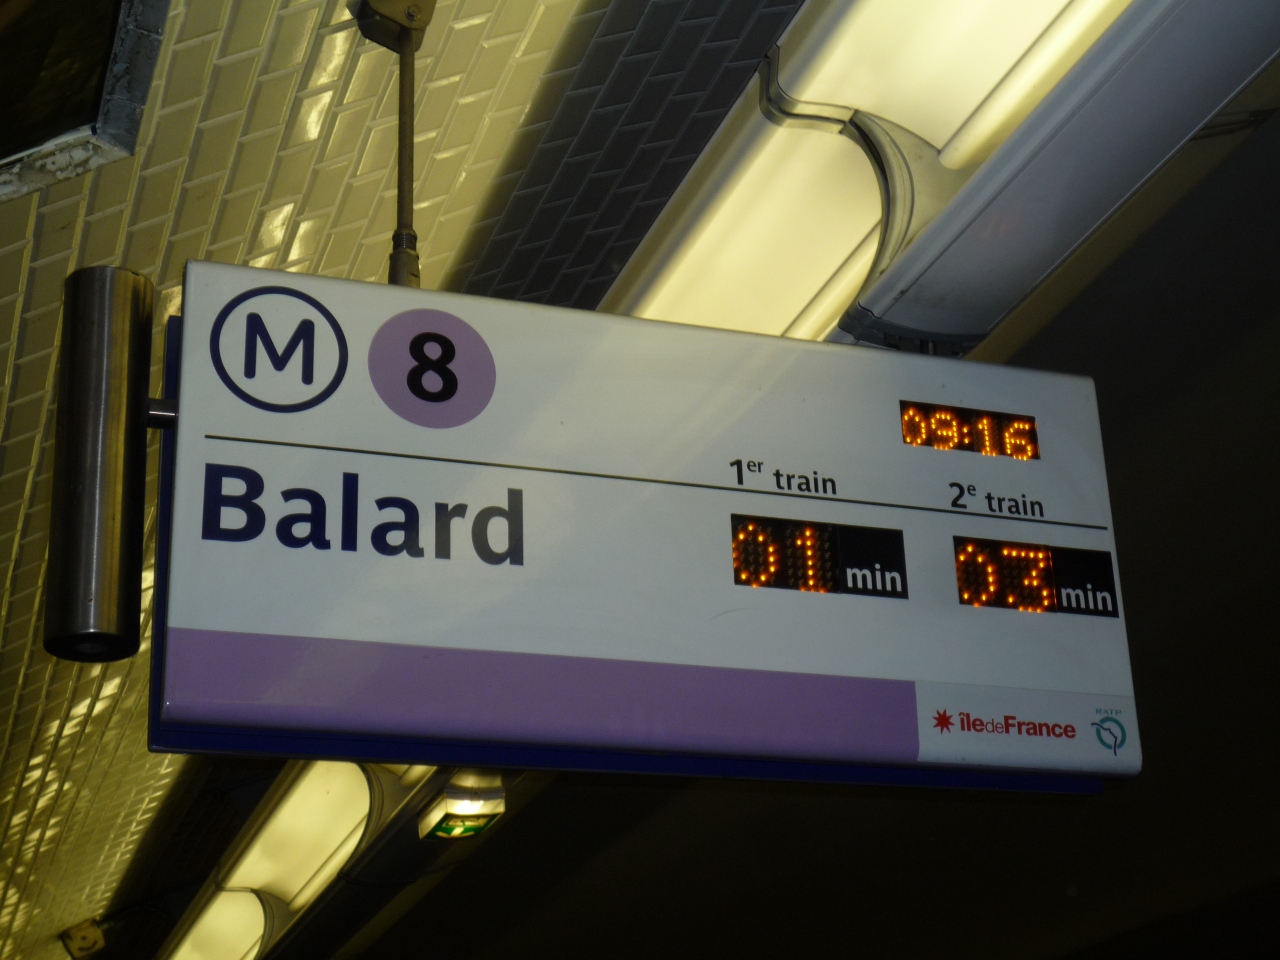 M 8
09:16
1er train
2e train
Balard
01 min
03 min
îledeFrance
RATP